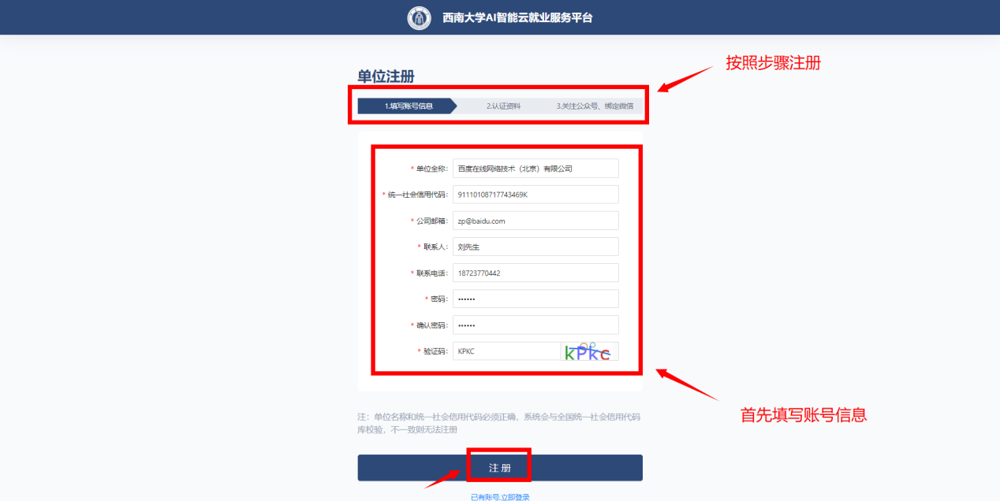 西南大学AI智能云就业服务平台
按照步骤注册
单位注册
1.填写账号信息 2.认证资料 3.关注公众号、绑定微信
* 单位全称: 百度在线网络技术（北京）有限公司
* 统一社会信用代码: 91110108717743469K
* 公司邮箱: zp@baidu.com
* 联系人: 刘先生
* 联系电话: 18723770442
* 密码: ••••••
* 确认密码: ••••••
* 验证码: KPKC kPkc
首先填写账号信息
注：单位名称和统一社会信用代码必须正确，系统会与全国统一社会信用代码
库校验，不一致则无法注册
注 册
已有账号,立即登录